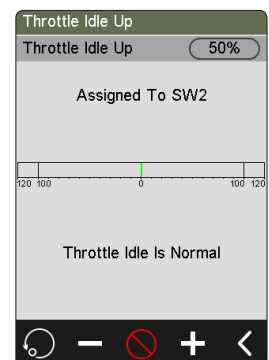 Throttle Idle Up
Throttle Idle Up 50%
Assigned To SW2
120 100 0 100 120
Throttle Idle Is Normal